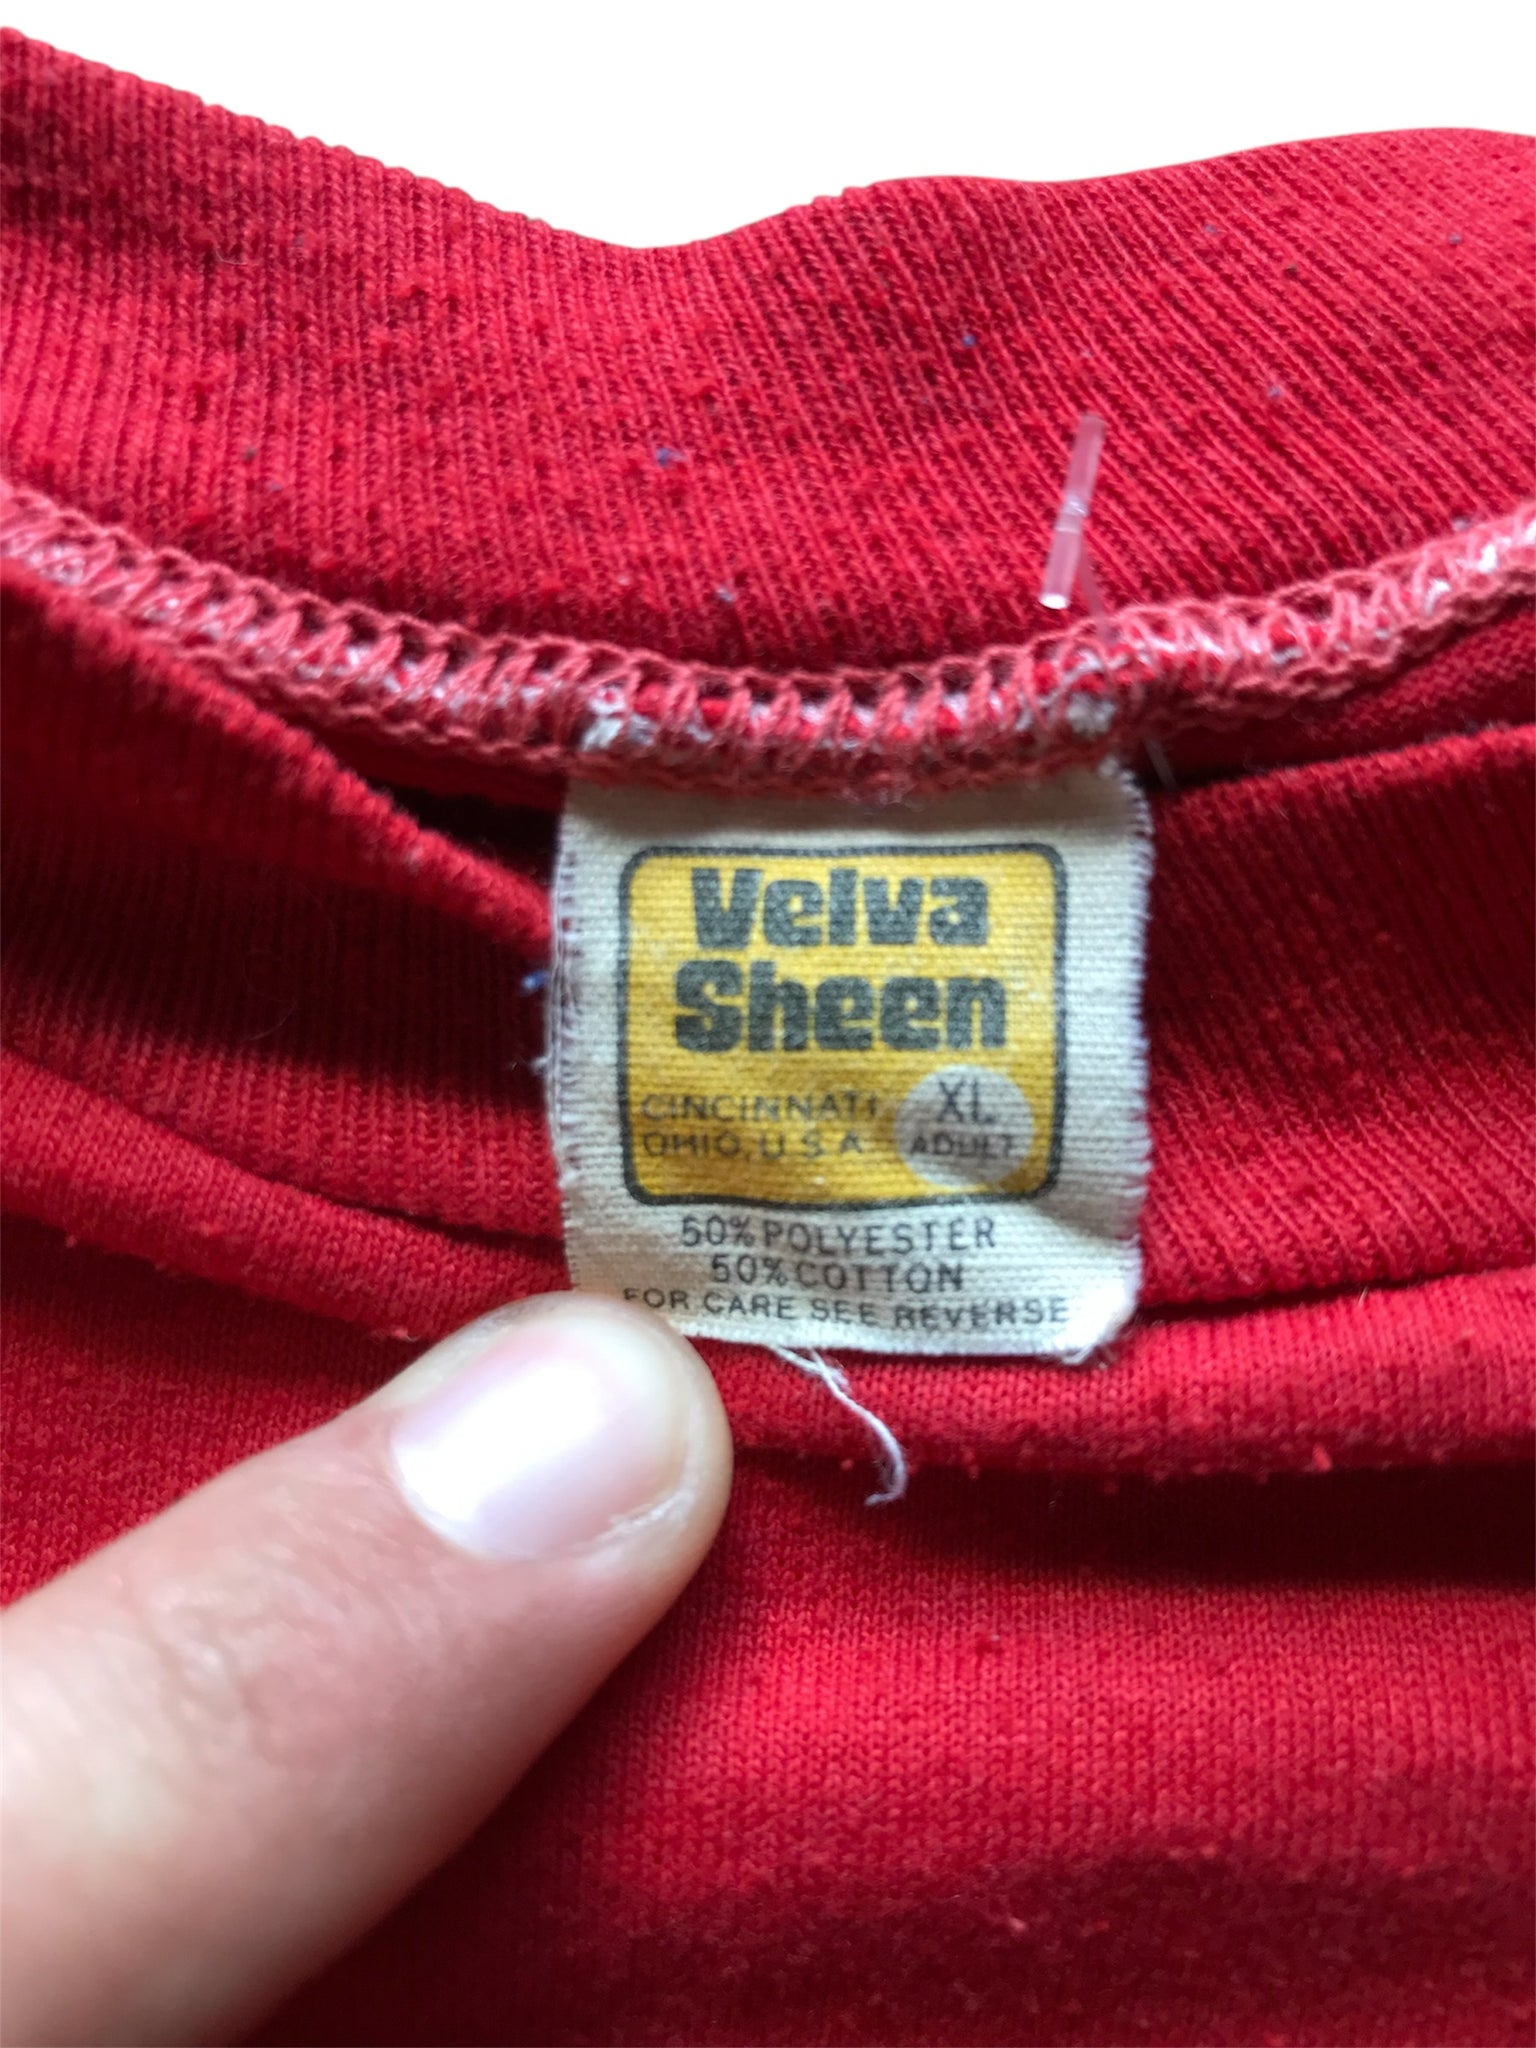 Velva
Sheen
CINCINNATI
OHIO, U.S.A
XL
ADULT
50% POLYESTER
50% COTTON
FOR CARE SEE REVERSE